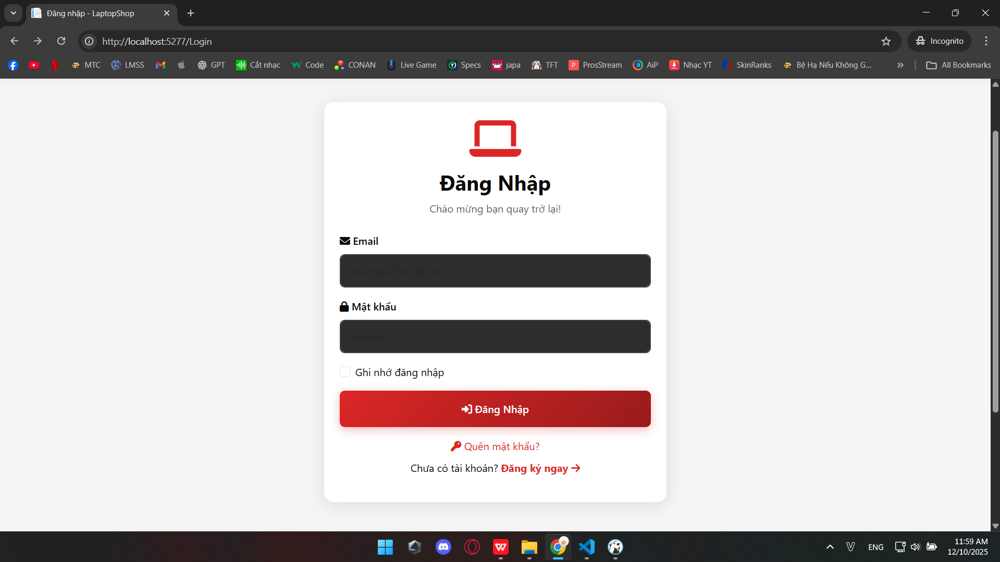 Đăng nhập - LaptopShop
http://localhost:5277/Login
Incognito
MTC
LMSS
GPT
Cắt nhạc
Code
CONAN
Live Game
Specs
japa
TFT
ProsStream
AiP
Nhạc YT
SkinRanks
Bệ Hạ Nếu Không G...
All Bookmarks
Đăng Nhập
Chào mừng bạn quay trở lại!
Email
example@email.com
Mật khẩu
••••••••
Ghi nhớ đăng nhập
Đăng Nhập
Quên mật khẩu?
Chưa có tài khoản? Đăng ký ngay
ENG
11:59 AM
12/10/2025